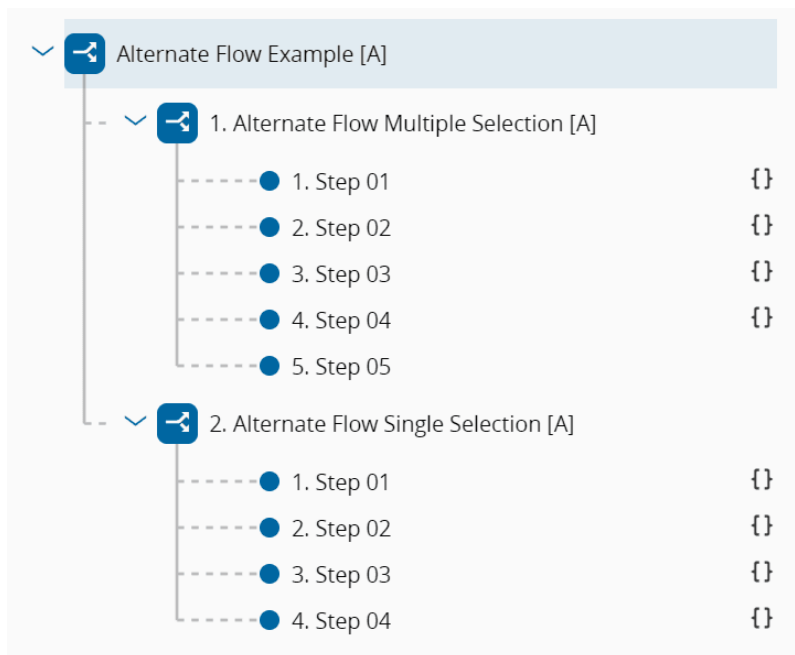 Alternate Flow Example [A]
1. Alternate Flow Multiple Selection [A]
1. Step 01 {}
2. Step 02 {}
3. Step 03 {}
4. Step 04 {}
5. Step 05
2. Alternate Flow Single Selection [A]
1. Step 01 {}
2. Step 02 {}
3. Step 03 {}
4. Step 04 {}